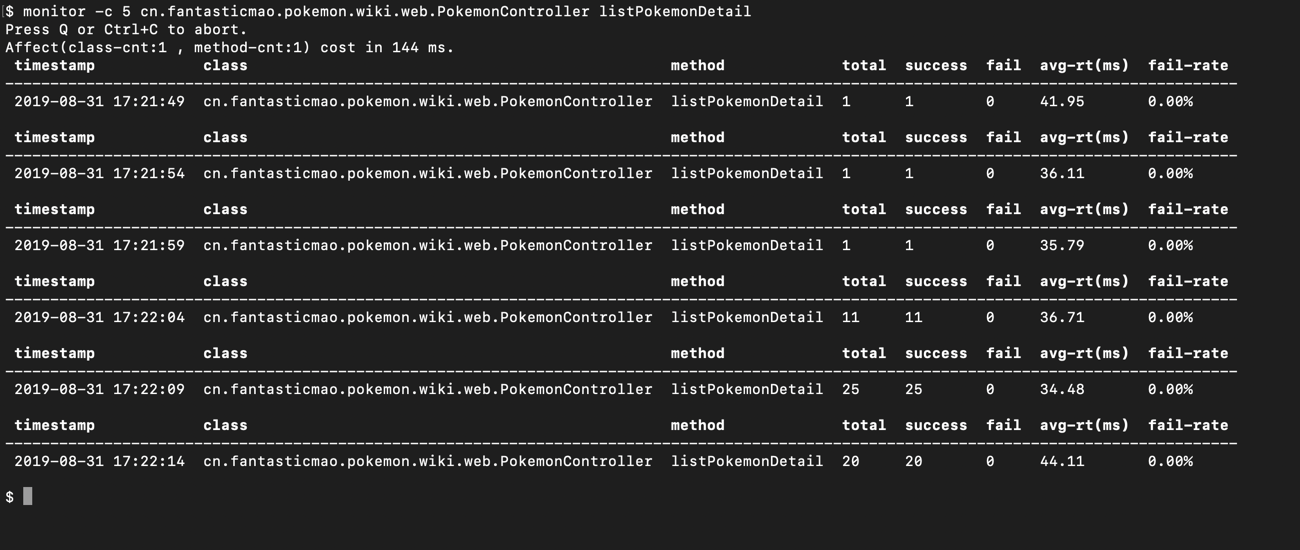 $ monitor -c 5 cn.fantasticmao.pokemon.wiki.web.PokemonController listPokemonDetail
Press Q or Ctrl+C to abort.
Affect(class-cnt:1 , method-cnt:1) cost in 144 ms.
timestamp class method total success fail avg-rt(ms) fail-rate
2019-08-31 17:21:49 cn.fantasticmao.pokemon.wiki.web.PokemonController listPokemonDetail 1 1 0 41.95 0.00%
timestamp class method total success fail avg-rt(ms) fail-rate
2019-08-31 17:21:54 cn.fantasticmao.pokemon.wiki.web.PokemonController listPokemonDetail 1 1 0 36.11 0.00%
timestamp class method total success fail avg-rt(ms) fail-rate
2019-08-31 17:21:59 cn.fantasticmao.pokemon.wiki.web.PokemonController listPokemonDetail 1 1 0 35.79 0.00%
timestamp class method total success fail avg-rt(ms) fail-rate
2019-08-31 17:22:04 cn.fantasticmao.pokemon.wiki.web.PokemonController listPokemonDetail 11 11 0 36.71 0.00%
timestamp class method total success fail avg-rt(ms) fail-rate
2019-08-31 17:22:09 cn.fantasticmao.pokemon.wiki.web.PokemonController listPokemonDetail 25 25 0 34.48 0.00%
timestamp class method total success fail avg-rt(ms) fail-rate
2019-08-31 17:22:14 cn.fantasticmao.pokemon.wiki.web.PokemonController listPokemonDetail 20 20 0 44.11 0.00%
$